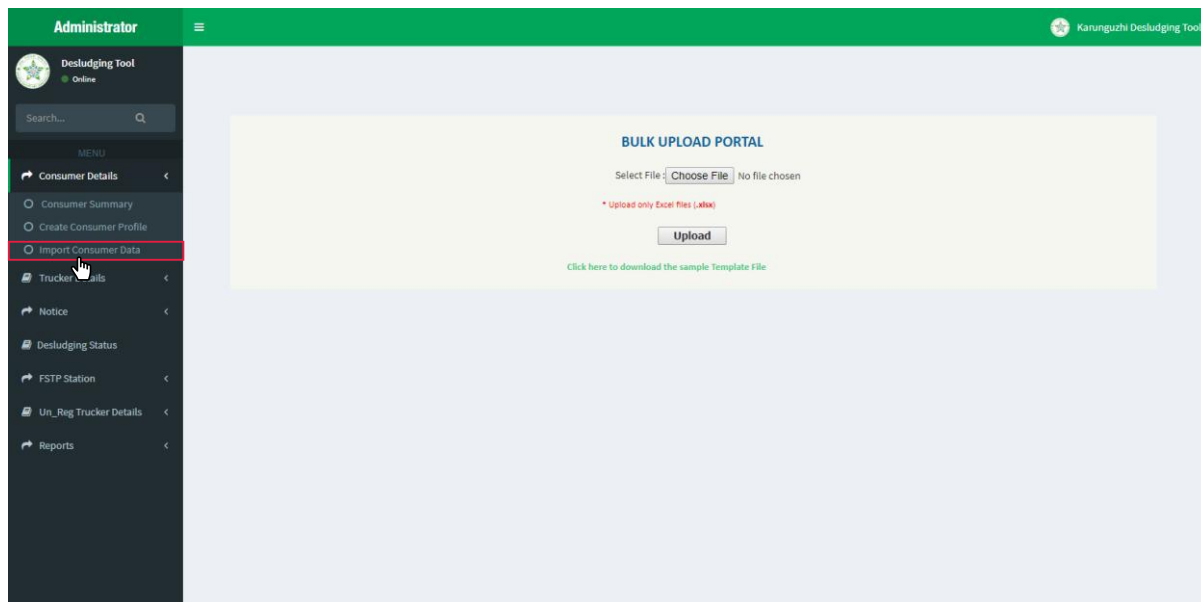 Administrator
Karunguzhi Desludging Tool
Desludging Tool
Online
Search...
MENU
Consumer Details
Consumer Summary
Create Consumer Profile
Import Consumer Data
Trucker Details
Notice
Desludging Status
FSTP Station
Un_Reg Trucker Details
Reports
BULK UPLOAD PORTAL
Select File : Choose File No file chosen
* Upload only Excel files (.xlsx)
Upload
Click here to download the sample Template File